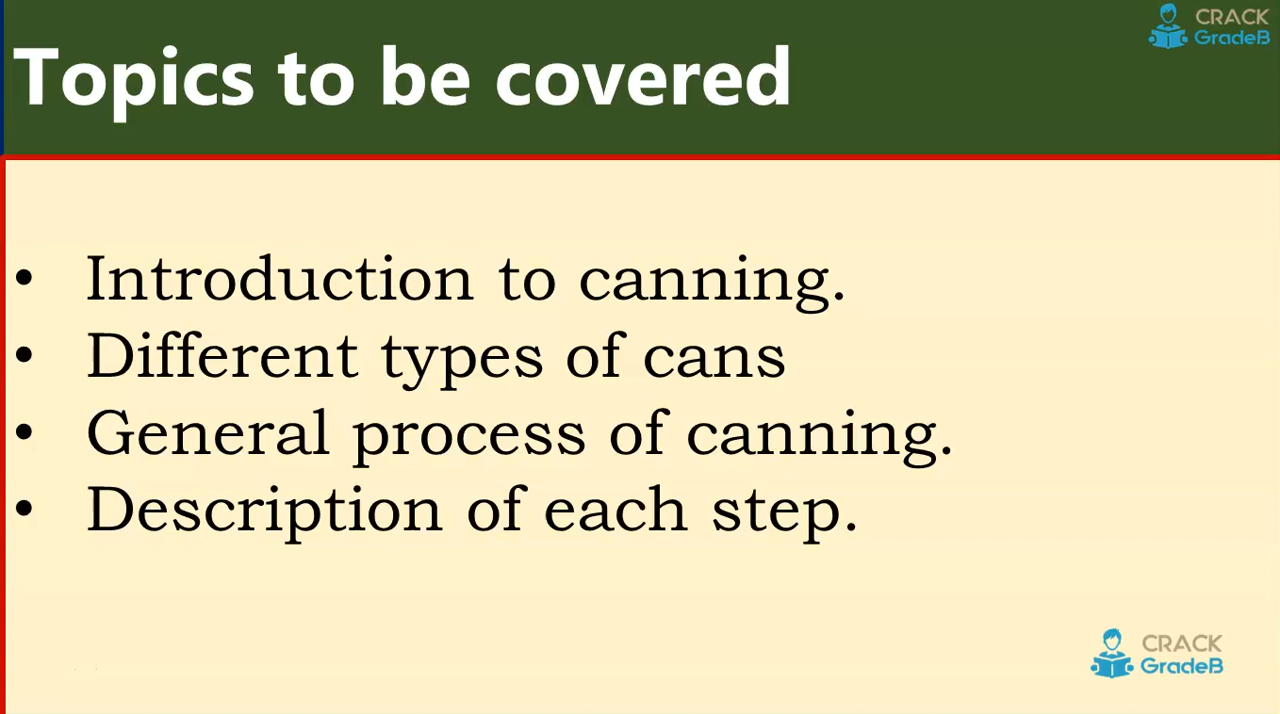 CRACK
GradeB
Topics to be covered
• Introduction to canning.
• Different types of cans
• General process of canning.
• Description of each step.
CRACK
GradeB